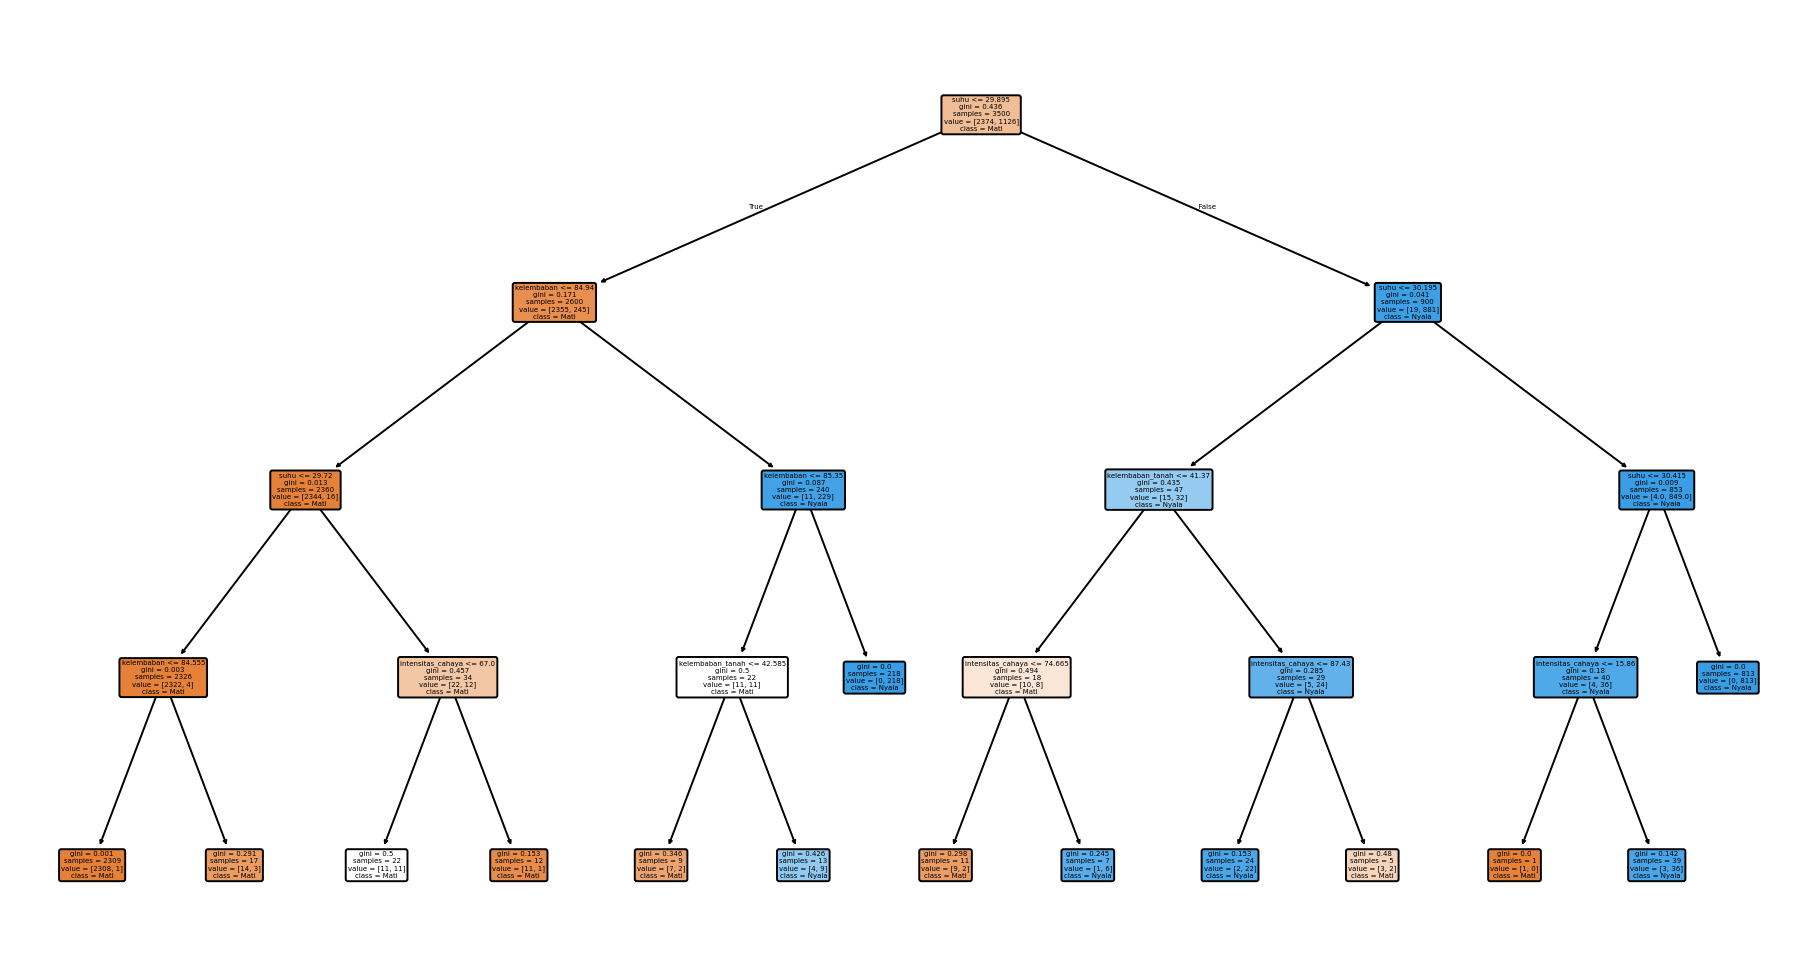 suhu <= 29.895
gini = 0.436
samples = 3500
value = [2374, 1126]
class = Mati
True
False
kelembaban <= 84.94
gini = 0.171
samples = 2600
value = [2355, 245]
class = Mati
suhu <= 30.195
gini = 0.041
samples = 900
value = [19, 881]
class = Nyala
suhu <= 29.72
gini = 0.013
samples = 2360
value = [2344, 16]
class = Mati
kelembaban <= 85.35
gini = 0.087
samples = 240
value = [11, 229]
class = Nyala
kelembaban_tanah <= 41.37
gini = 0.435
samples = 47
value = [15, 32]
class = Nyala
suhu <= 30.415
gini = 0.009
samples = 853
value = [4.0, 849.0]
class = Nyala
kelembaban <= 84.555
gini = 0.003
samples = 2326
value = [2322, 4]
class = Mati
intensitas_cahaya <= 67.0
gini = 0.457
samples = 34
value = [22, 12]
class = Mati
kelembaban_tanah <= 42.585
gini = 0.5
samples = 22
value = [11, 11]
class = Mati
gini = 0.0
samples = 218
value = [0, 218]
class = Nyala
intensitas_cahaya <= 74.665
gini = 0.494
samples = 18
value = [10, 8]
class = Mati
intensitas_cahaya <= 87.43
gini = 0.285
samples = 29
value = [5, 24]
class = Nyala
intensitas_cahaya <= 15.86
gini = 0.18
samples = 40
value = [4, 36]
class = Nyala
gini = 0.0
samples = 813
value = [0, 813]
class = Nyala
gini = 0.001
samples = 2309
value = [2308, 1]
class = Mati
gini = 0.291
samples = 17
value = [14, 3]
class = Mati
gini = 0.5
samples = 22
value = [11, 11]
class = Mati
gini = 0.153
samples = 12
value = [11, 1]
class = Mati
gini = 0.346
samples = 9
value = [7, 2]
class = Mati
gini = 0.426
samples = 13
value = [4, 9]
class = Nyala
gini = 0.298
samples = 11
value = [9, 2]
class = Mati
gini = 0.245
samples = 7
value = [1, 6]
class = Nyala
gini = 0.153
samples = 24
value = [2, 22]
class = Nyala
gini = 0.48
samples = 5
value = [3, 2]
class = Mati
gini = 0.0
samples = 1
value = [1, 0]
class = Mati
gini = 0.142
samples = 39
value = [3, 36]
class = Nyala